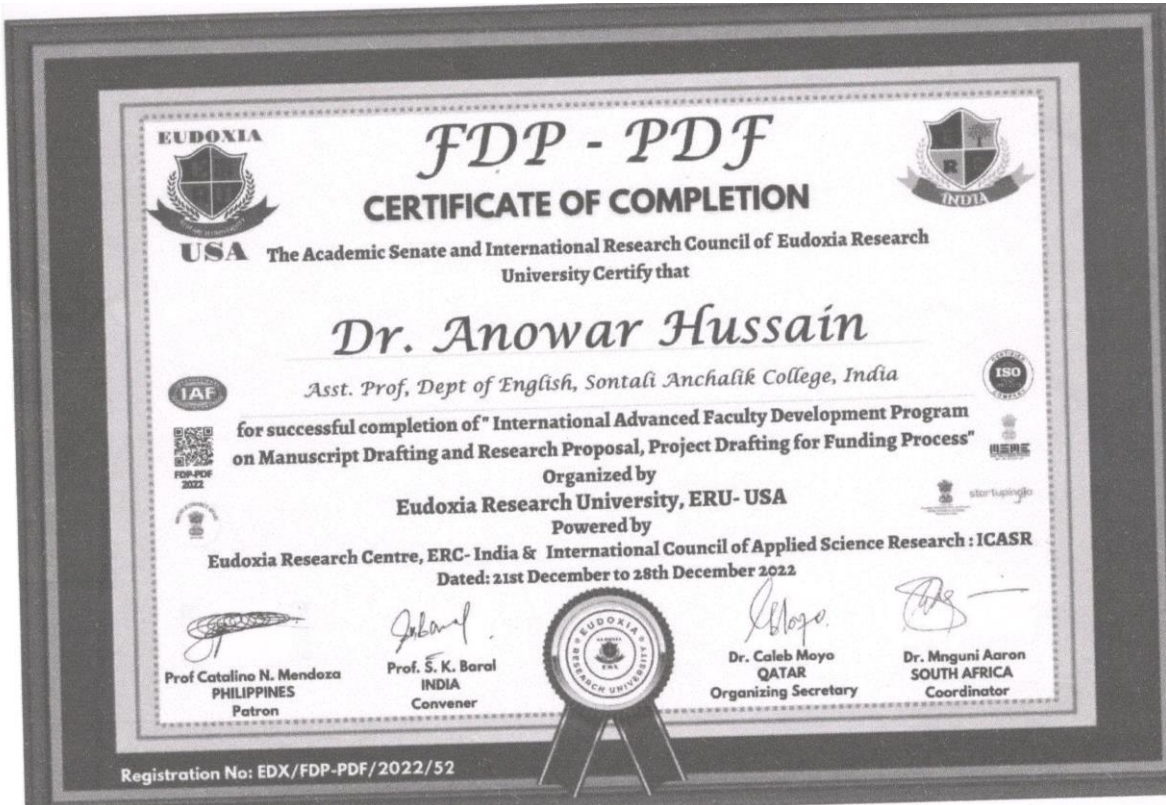 EUDOXIA
USA
FDP - PDF
INDIA
CERTIFICATE OF COMPLETION
The Academic Senate and International Research Council of Eudoxia Research
University Certify that
Dr. Anowar Hussain
Asst. Prof, Dept of English, Sontali Anchalik College, India
IAF
ISO
FDP-PDF
2022
MSME
startupindia
for successful completion of " International Advanced Faculty Development Program
on Manuscript Drafting and Research Proposal, Project Drafting for Funding Process"
Organized by
Eudoxia Research University, ERU- USA
Powered by
Eudoxia Research Centre, ERC- India & International Council of Applied Science Research : ICASR
Dated: 21st December to 28th December 2022
Prof Catalino N. Mendoza
PHILIPPINES
Patron
Prof. S. K. Baral
INDIA
Convener
EUDOXIA
RESEARCH UNIVERSITY
Dr. Caleb Moyo
QATAR
Organizing Secretary
Dr. Mnguni Aaron
SOUTH AFRICA
Coordinator
Registration No: EDX/FDP-PDF/2022/52